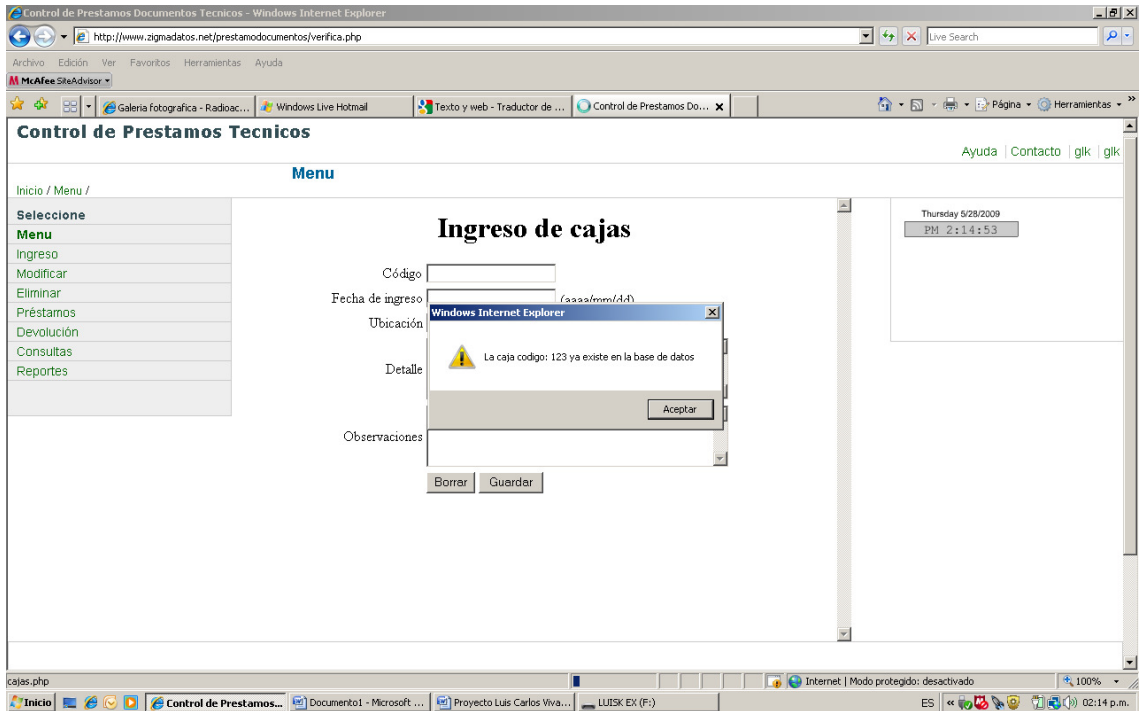 Control de Prestamos Documentos Tecnicos - Windows Internet Explorer
http://www.zigmadatos.net/prestamodocumentos/verifica.php
Live Search
Archivo Edición Ver Favoritos Herramientas Ayuda
McAfee SiteAdvisor
Galeria fotografica - Radioac... Windows Live Hotmail Texto y web - Traductor de ... Control de Prestamos Do... Página Herramientas
Control de Prestamos Tecnicos
Ayuda | Contacto | glk | glk
Menu
Inicio / Menu /
Seleccione
Menu
Ingreso
Modificar
Eliminar
Préstamos
Devolución
Consultas
Reportes
Ingreso de cajas
Código
Fecha de ingreso (aaaa/mm/dd)
Ubicación
Detalle
Observaciones
Borrar Guardar
Windows Internet Explorer
La caja codigo: 123 ya existe en la base de datos
Aceptar
Thursday 5/28/2009
PM 2:14:53
cajas.php
Internet | Modo protegido: desactivado
100%
Inicio Control de Prestamos... Documento1 - Microsoft ... Proyecto Luis Carlos Viva... LUISK EX (F:) ES 02:14 p.m.